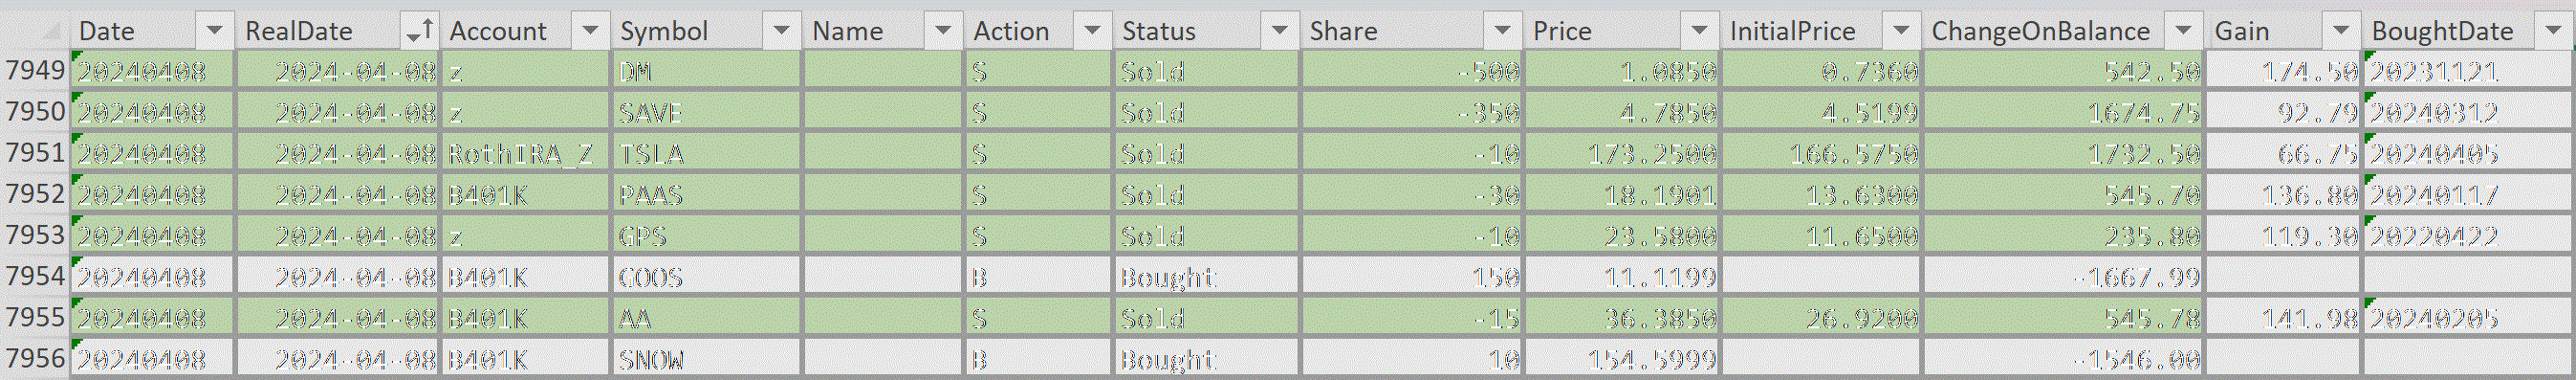 Date RealDate Account Symbol Name Action Status Share Price InitialPrice ChangeOnBalance Gain BoughtDate
7949 20240408 2024-04-08 z DM S Sold -500 1.0850 0.7360 542.50 174.50 20231121
7950 20240408 2024-04-08 z SAVE S Sold -350 4.7850 4.5199 1674.75 92.79 20240312
7951 20240408 2024-04-08 RothIRA_Z TSLA S Sold -10 173.2500 166.5750 1732.50 66.75 20240405
7952 20240408 2024-04-08 B401K PAAS S Sold -30 18.1901 13.6300 545.70 136.80 20240117
7953 20240408 2024-04-08 z GPS S Sold -10 23.5800 11.6500 235.80 119.30 20220422
7954 20240408 2024-04-08 B401K GOOS B Bought 150 11.1199 -1667.99
7955 20240408 2024-04-08 B401K AA S Sold -15 36.3850 26.9200 545.78 141.98 20240205
7956 20240408 2024-04-08 B401K SNOW B Bought 10 154.5999 -1546.00